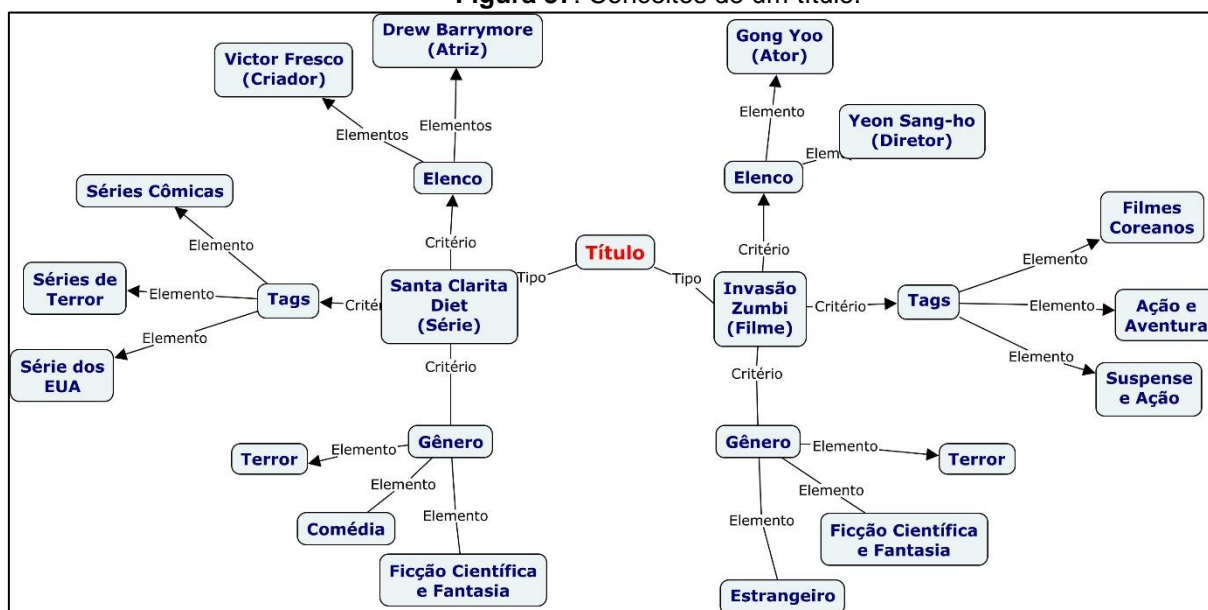 Conceitos de um título.
Drew Barrymore
(Atriz)
Victor Fresco
(Criador)
Elementos
Elementos
Elenco
Critério
Séries Cômicas
Elemento
Séries de
Terror
Elemento
Série dos
EUA
Elemento
Tags
Santa Clarita
Diet
(Série)
Tipo
Título
Tipo
Critério
Gênero
Elemento
Terror
Elemento
Comédia
Elemento
Ficção Científica
e Fantasia
Gong Yoo
(Ator)
Elemento
Yeon Sang-ho
(Diretor)
Elenco
Critério
Invasão
Zumbi
(Filme)
Critério
Tags
Elemento
Filmes
Coreanos
Elemento
Ação e
Aventura
Elemento
Suspense
e Ação
Critério
Gênero
Elemento
Terror
Elemento
Ficção Científica
e Fantasia
Elemento
Estrangeiro